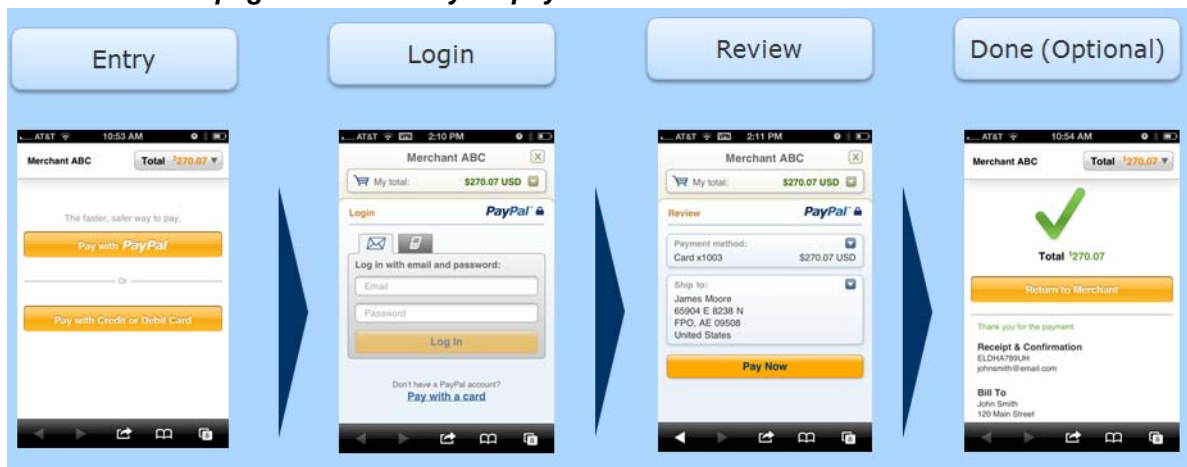 Entry
Login
Review
Done (Optional)
AT&T 10:53 AM
Merchant ABC Total $270.07
The faster, safer way to pay.
Pay with PayPal
Or
Pay with Credit or Debit Card
AT&T VPN 2:10 PM
Merchant ABC X
My total: $270.07 USD
Login PayPal
Log in with email and password:
Email
Password
Log In
Don't have a PayPal account?
Pay with a card
AT&T VPN 2:11 PM
Merchant ABC X
My total: $270.07 USD
Review PayPal
Payment method:
Card x1003 $270.07 USD
Ship to:
James Moore
65904 E 8238 N
FPO, AE 09508
United States
Pay Now
AT&T 10:54 AM
Merchant ABC Total $270.07
Total $270.07
Return to Merchant
Thank you for the payment.
Receipt & Confirmation
ELDHA789UH
johnsmith@email.com
Bill To
John Smith
120 Main Street